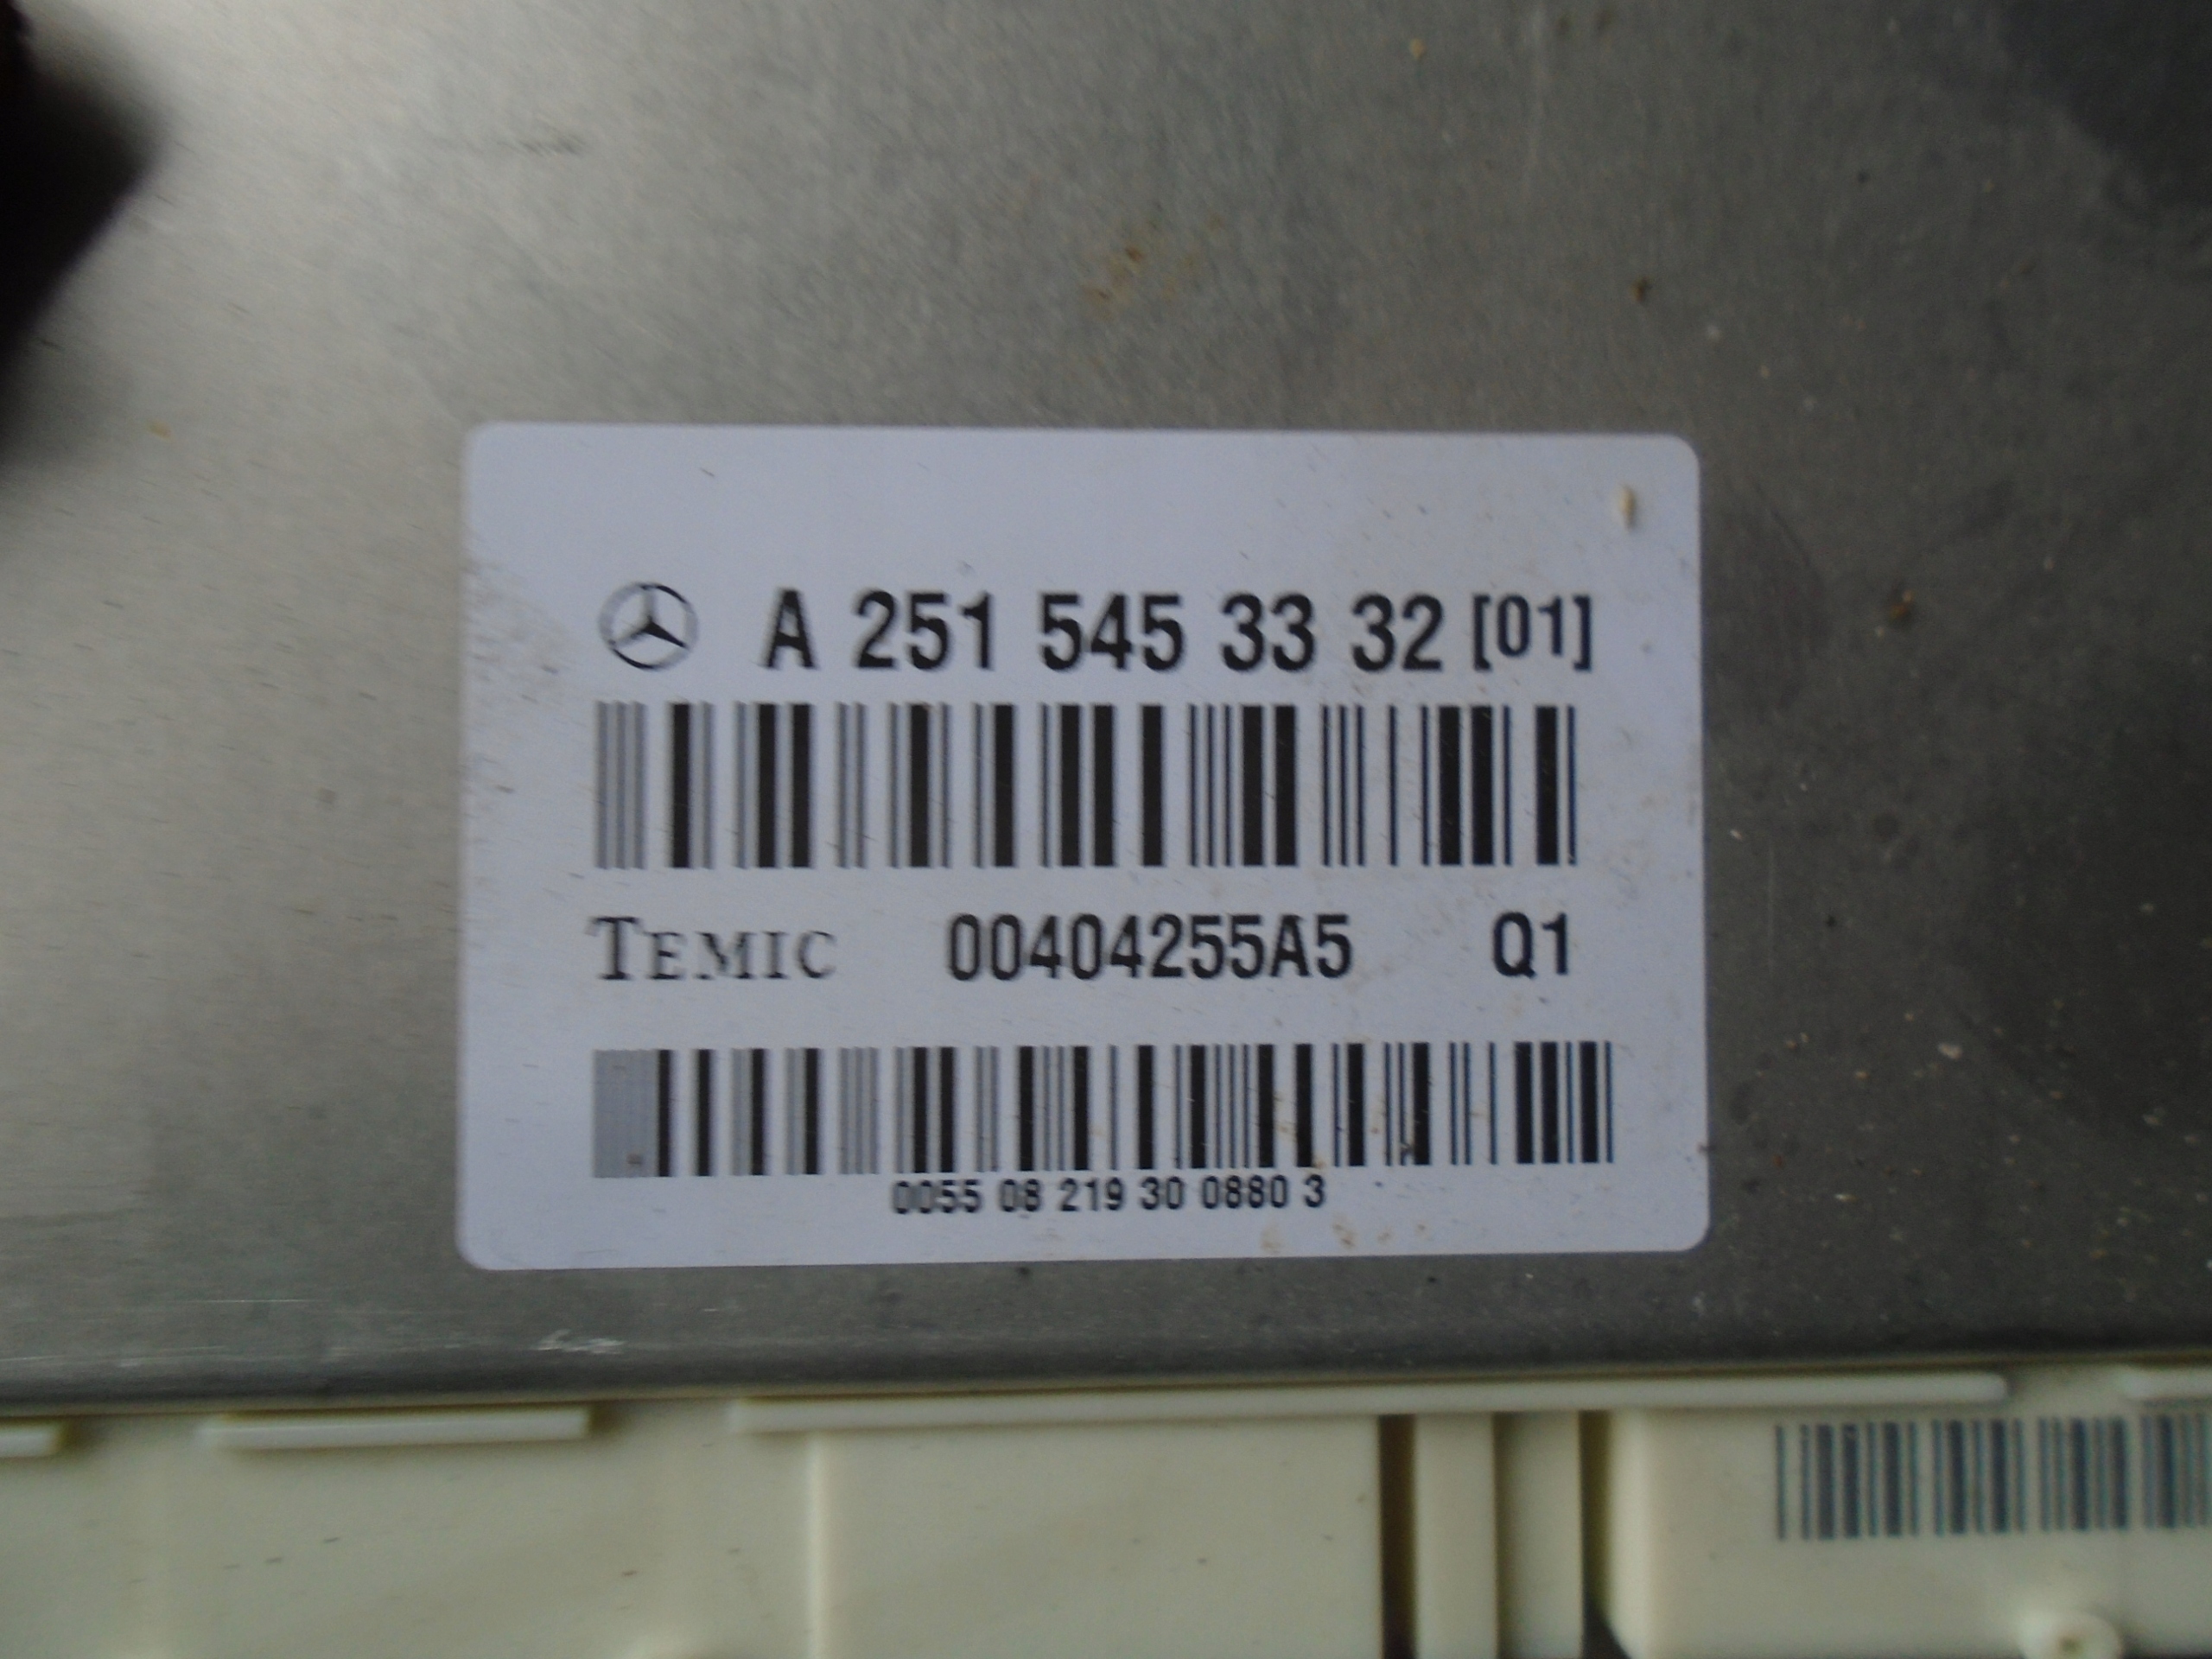 A 251 545 33 32 [01]
TEMIC 00404255A5 Q1
0055 08 219 30 0880 3